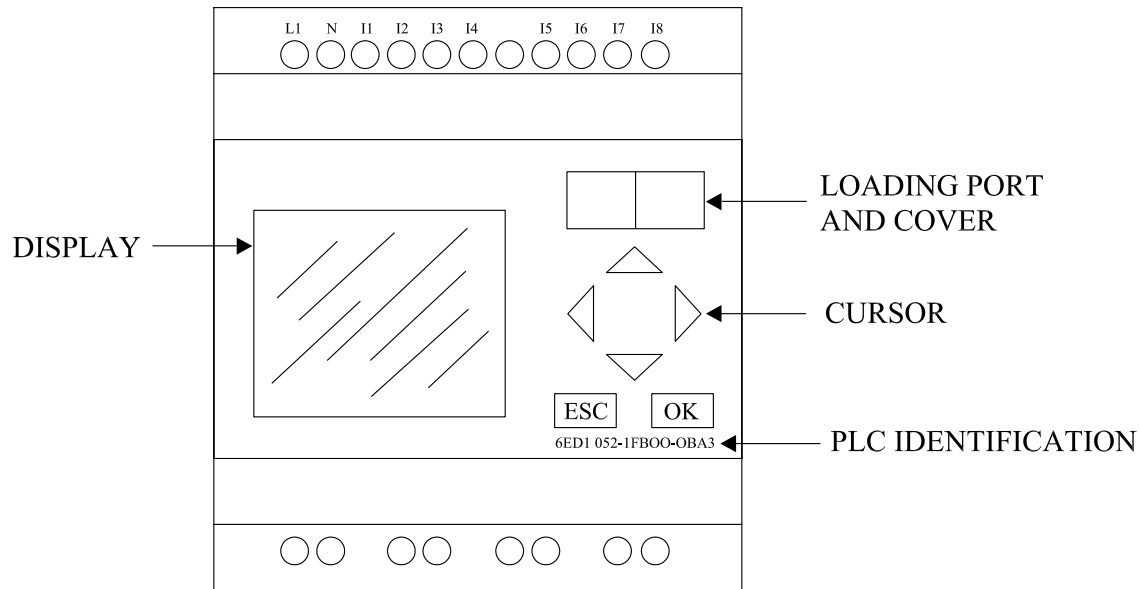 L1 N I1 I2 I3 I4 I5 I6 I7 I8
LOADING PORT
AND COVER
DISPLAY
CURSOR
ESC OK
6ED1 052-1FBOO-OBA3
PLC IDENTIFICATION